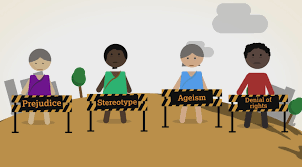 Prejudice
Stereotype
Ageism
Denial of
rights